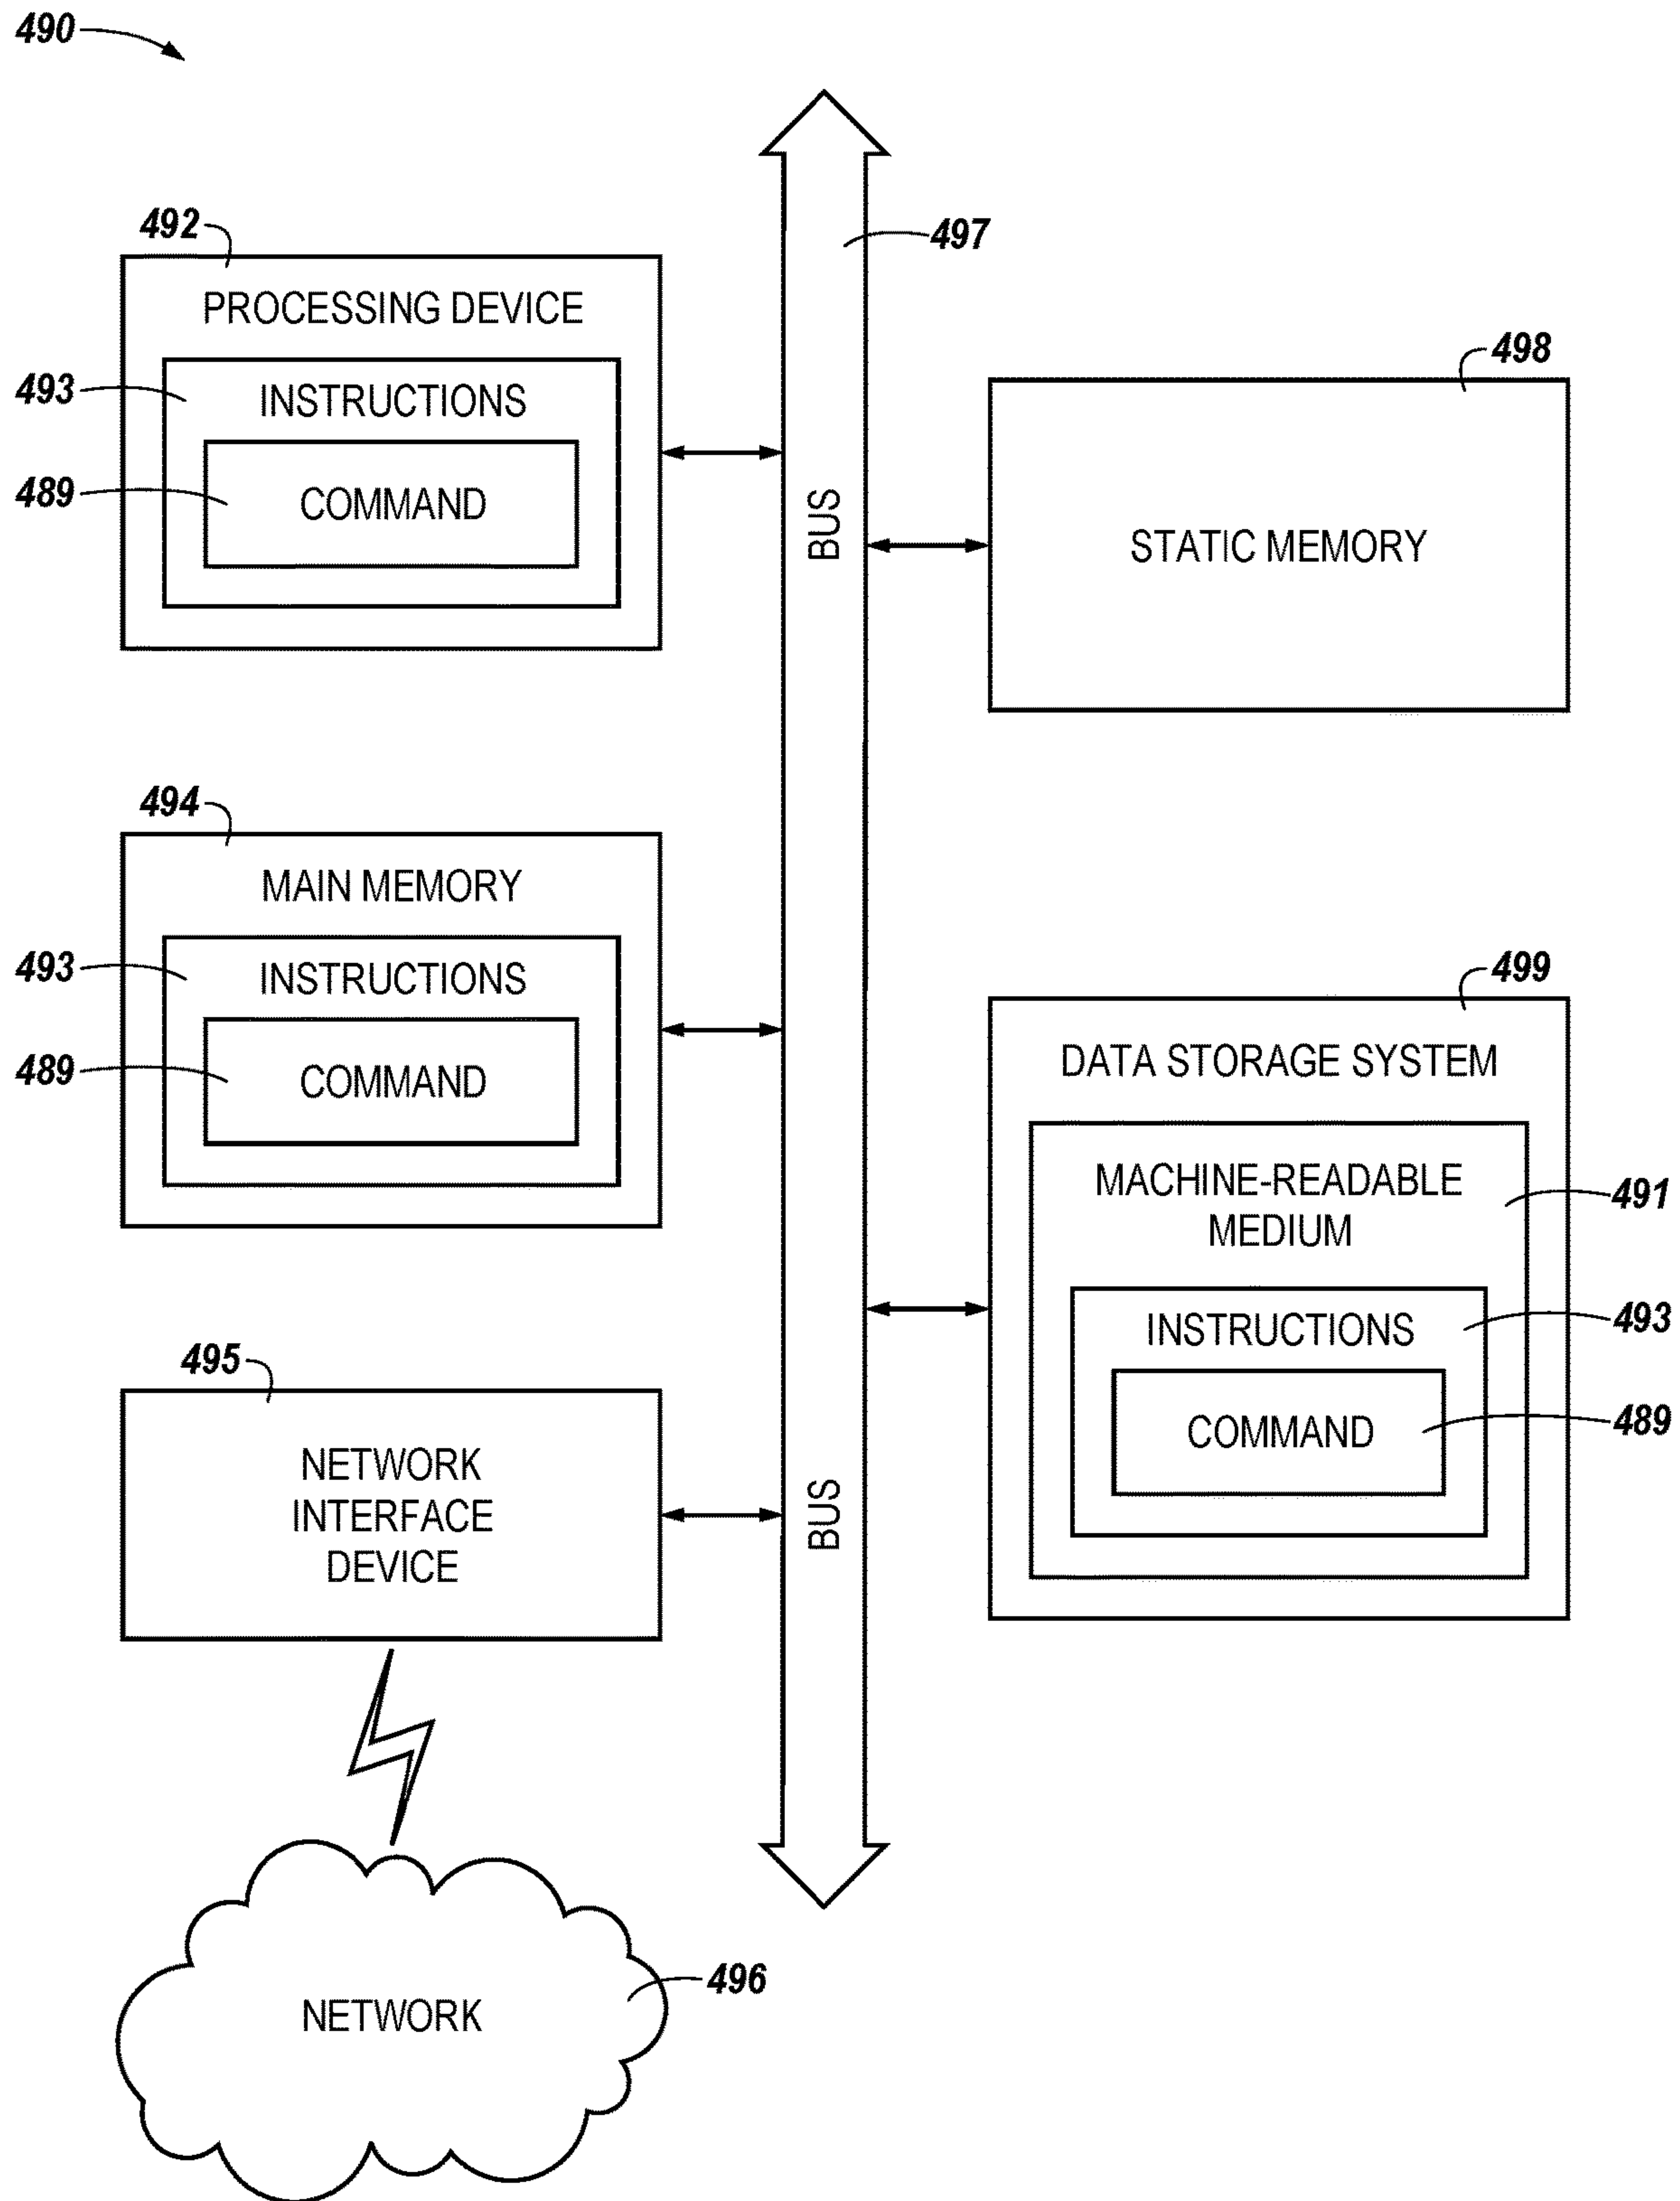 490
492
PROCESSING DEVICE
493
INSTRUCTIONS
489
COMMAND
494
MAIN MEMORY
493
INSTRUCTIONS
489
COMMAND
495
NETWORK
INTERFACE
DEVICE
NETWORK
496
497
BUS
BUS
498
STATIC MEMORY
499
DATA STORAGE SYSTEM
MACHINE-READABLE
MEDIUM
491
INSTRUCTIONS
493
COMMAND
489